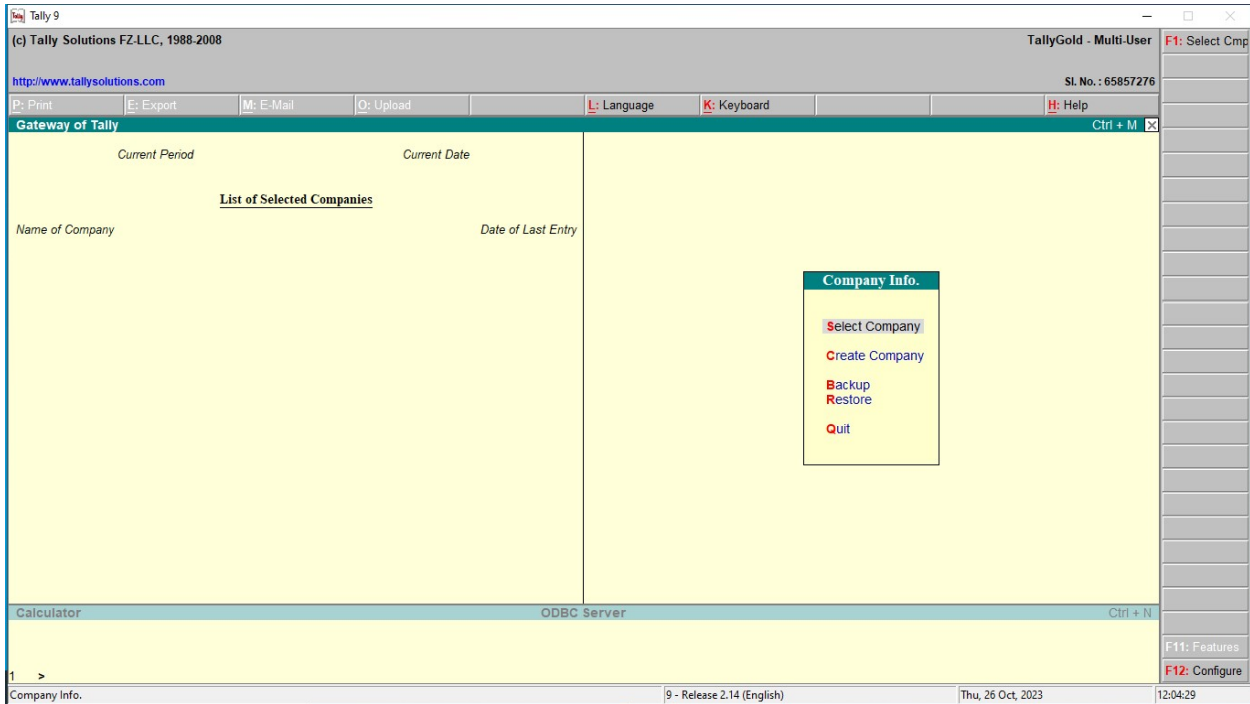 Tally 9
(c) Tally Solutions FZ-LLC, 1988-2008
TallyGold - Multi-User
F1: Select Cmp
http://www.tallysolutions.com
Sl. No. : 65857276
P: Print E: Export M: E-Mail O: Upload L: Language K: Keyboard H: Help
Gateway of Tally
Ctrl + M
Current Period Current Date
List of Selected Companies
Name of Company Date of Last Entry
Company Info.
Select Company
Create Company
Backup
Restore
Quit
Calculator ODBC Server Ctrl + N
F11: Features
1 >
F12: Configure
Company Info. 9 - Release 2.14 (English) Thu, 26 Oct, 2023 12:04:29